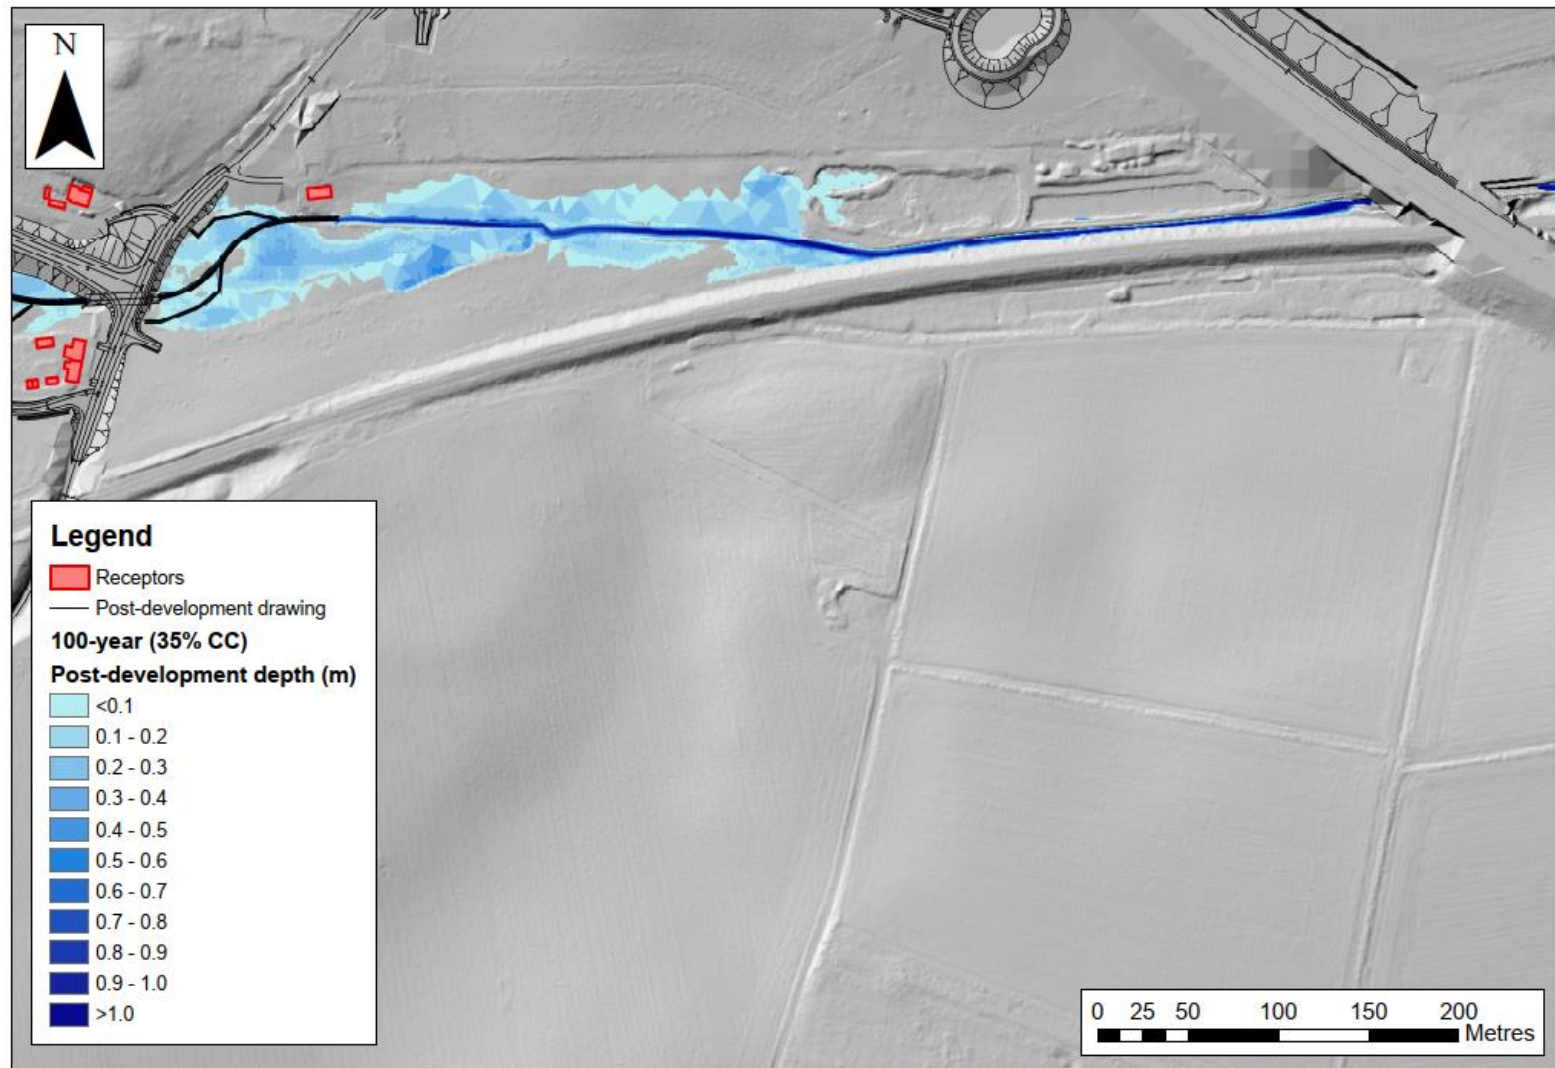 N
Legend
Receptors
Post-development drawing
100-year (35% CC)
Post-development depth (m)
<0.1
0.1 - 0.2
0.2 - 0.3
0.3 - 0.4
0.4 - 0.5
0.5 - 0.6
0.6 - 0.7
0.7 - 0.8
0.8 - 0.9
0.9 - 1.0
>1.0
0 25 50 100 150 200
Metres